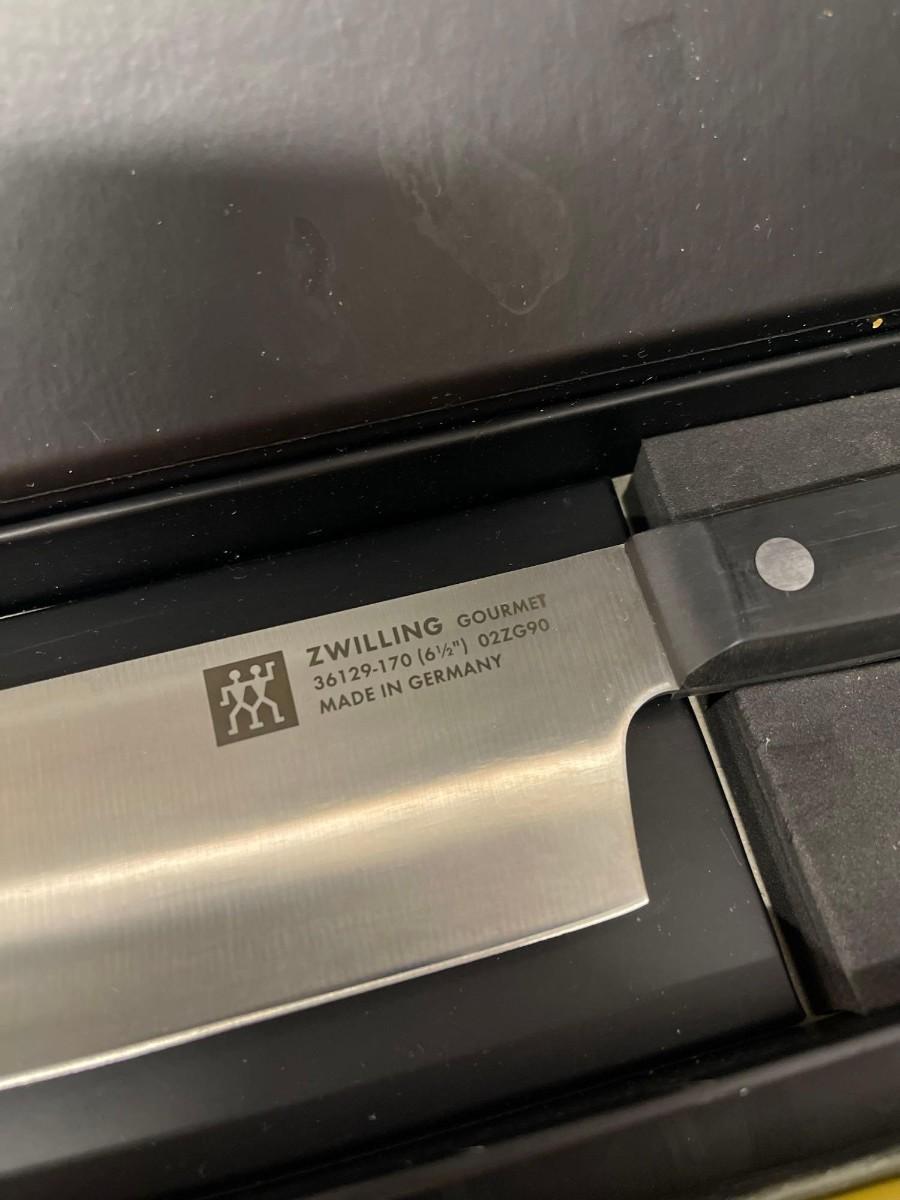 ZWILLING GOURMET
36129-170 (6½") 02ZG90
MADE IN GERMANY